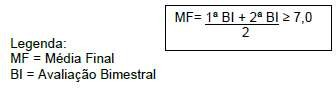 MF= 1ª BI + 2ª BI ≥ 7,0
2
Legenda:
MF = Média Final
BI = Avaliação Bimestral